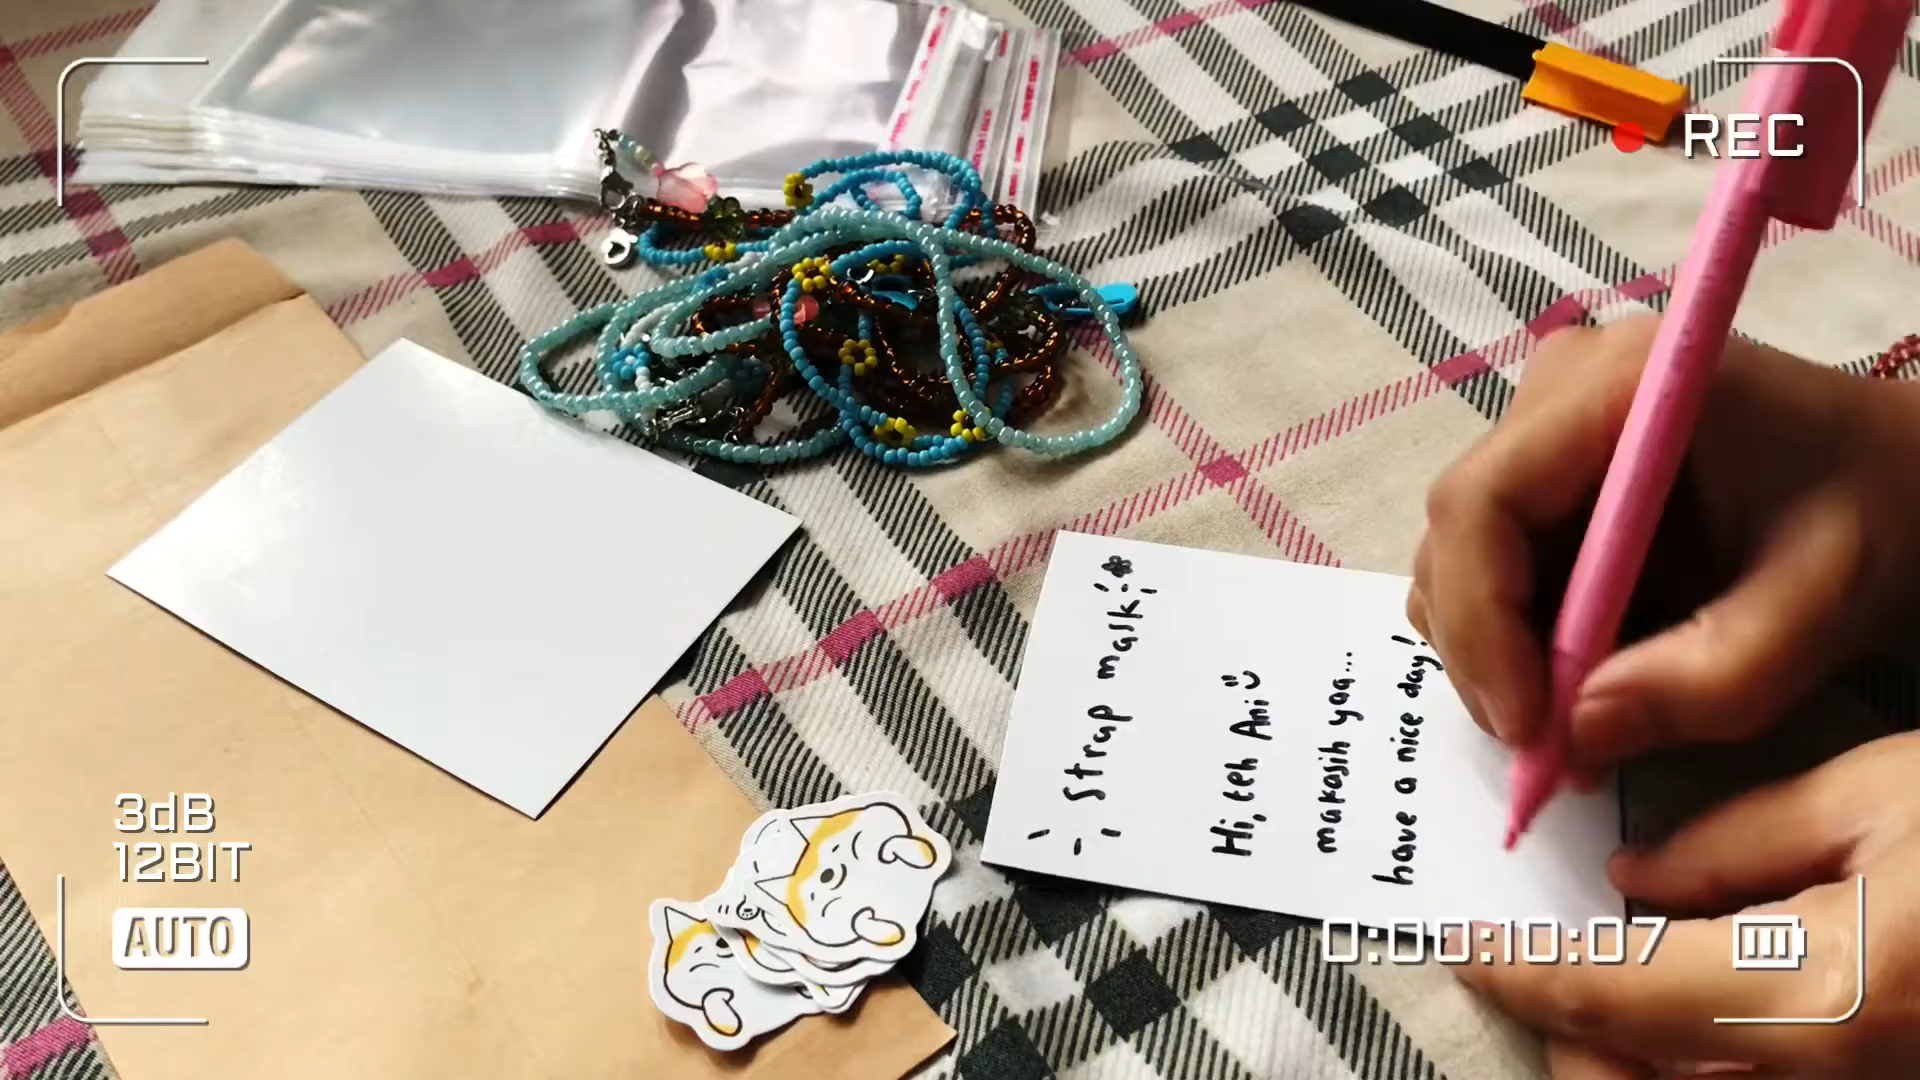 REC
Strap mask
Hi, teh Ani
makasih yaa...
have a nice day!
3dB
12BIT
AUTO
0:00:10:07